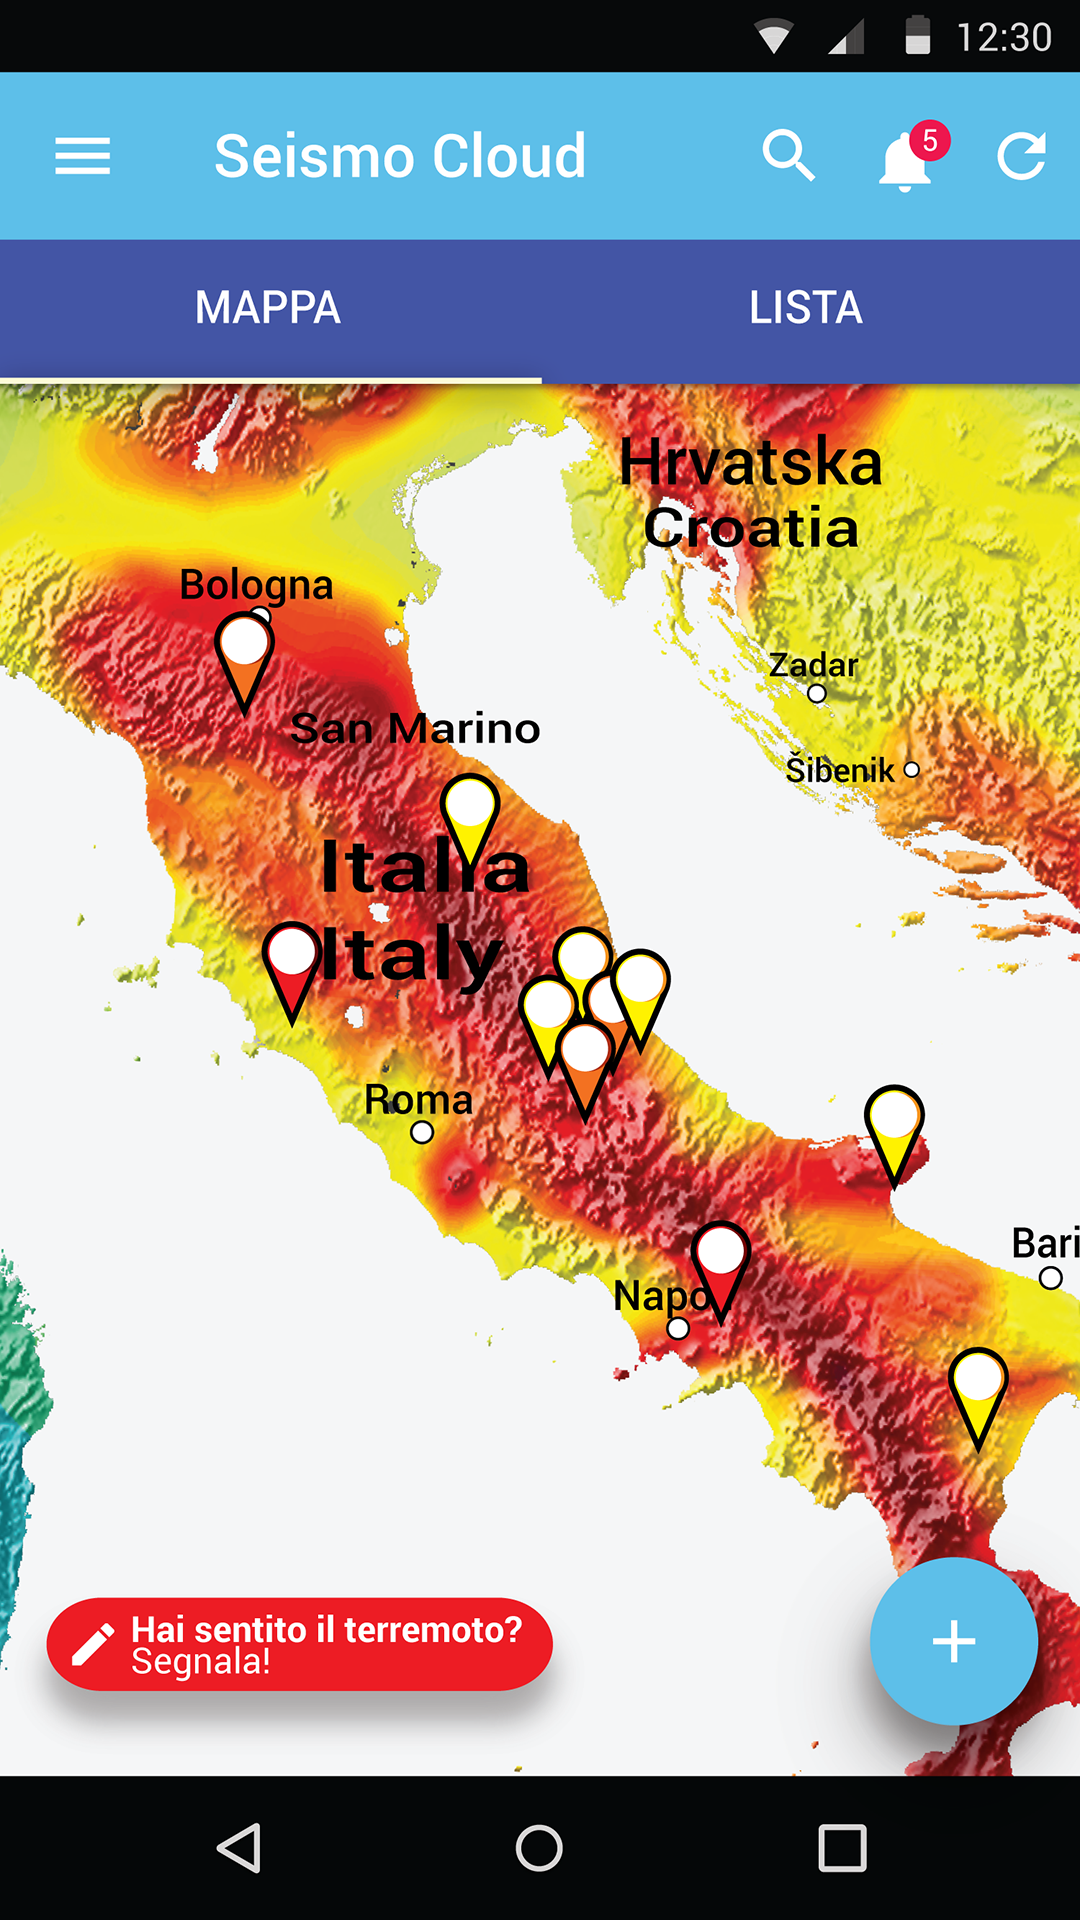 12:30
Seismo Cloud
5
MAPPA
LISTA
Hrvatska
Croatia
Bologna
Zadar
San Marino
Šibenik
Italia
Italy
Roma
Bari
Hai sentito il terremoto?
Segnala!